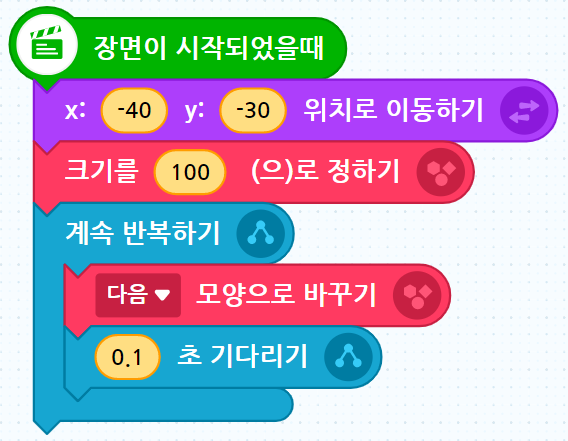 장면이 시작되었을때
x: -40 y: -30 위치로 이동하기
크기를 100 (으)로 정하기
계속 반복하기
다음 모양으로 바꾸기
0.1 초 기다리기